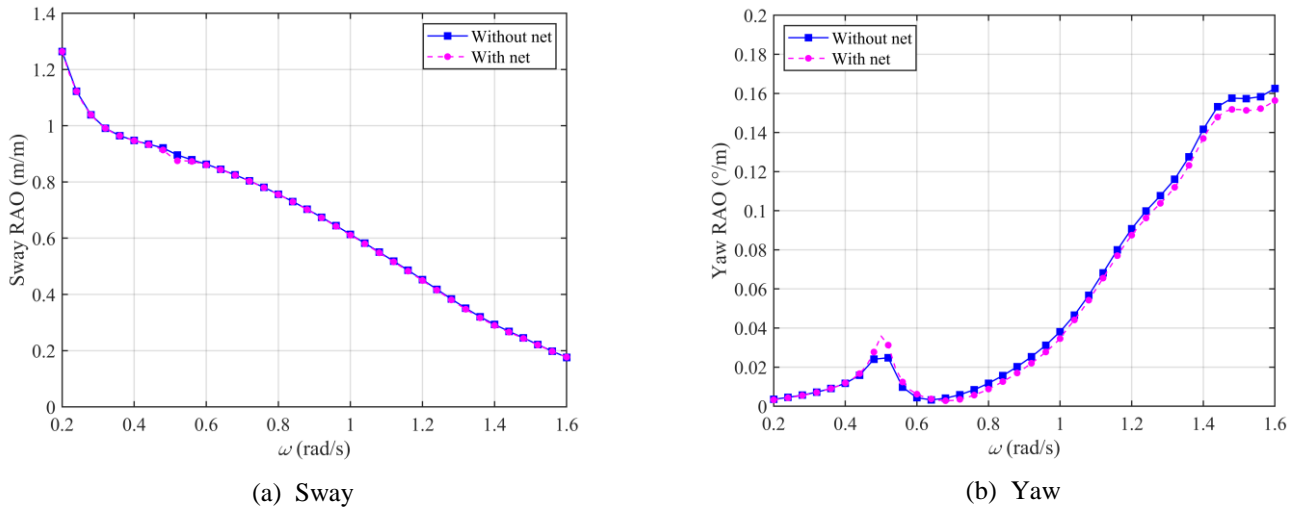 1.4
1.2
1
0.8
0.6
0.4
0.2
0
Sway RAO (m/m)
Without net
With net
0.2 0.4 0.6 0.8 1 1.2 1.4 1.6
ω (rad/s)
(a) Sway
0.2
0.18
0.16
0.14
0.12
0.1
0.08
0.06
0.04
0.02
0
Yaw RAO (°/m)
Without net
With net
0.2 0.4 0.6 0.8 1 1.2 1.4 1.6
ω (rad/s)
(b) Yaw